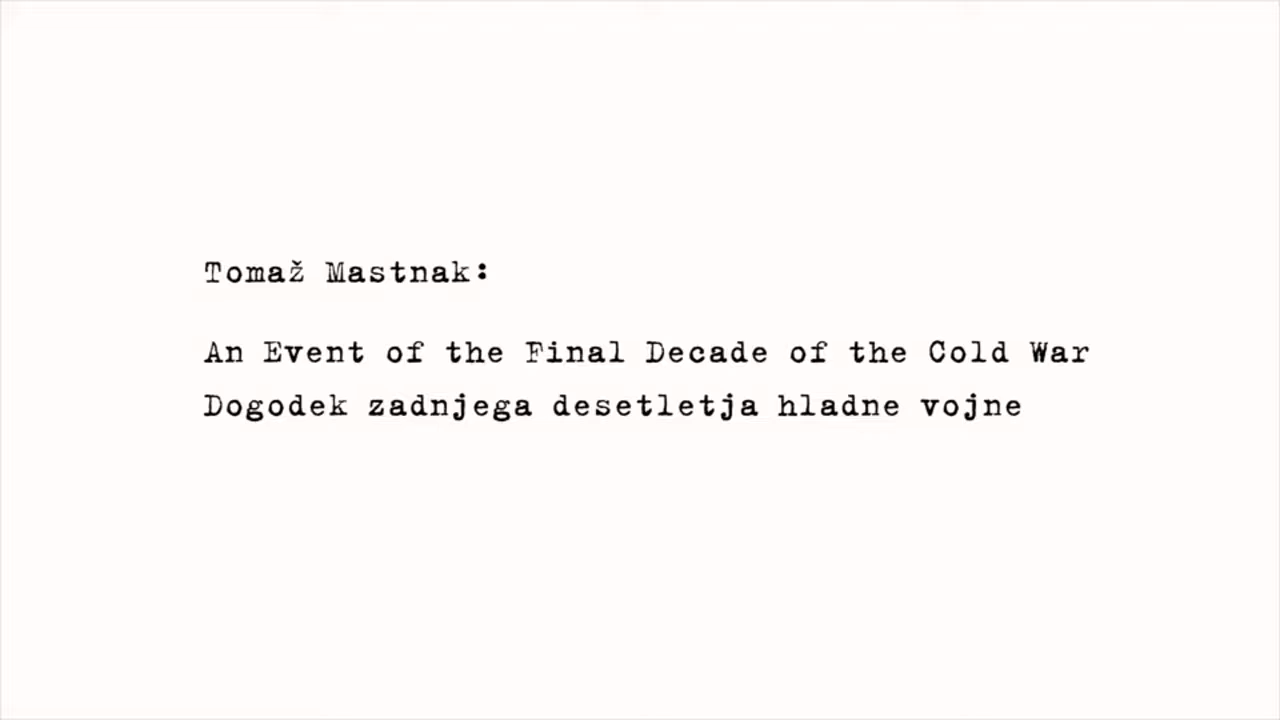 Tomaž Mastnak:
An Event of the Final Decade of the Cold War
Dogodek zadnjega desetletja hladne vojne